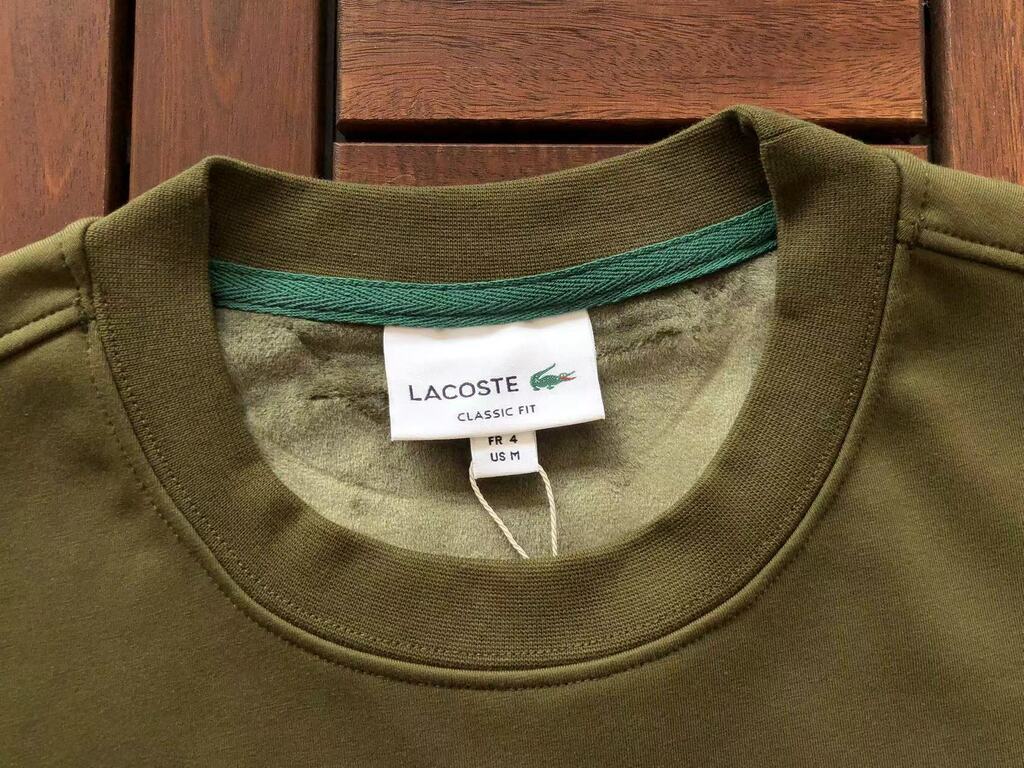 LACOSTE
CLASSIC FIT
FR 4
US M